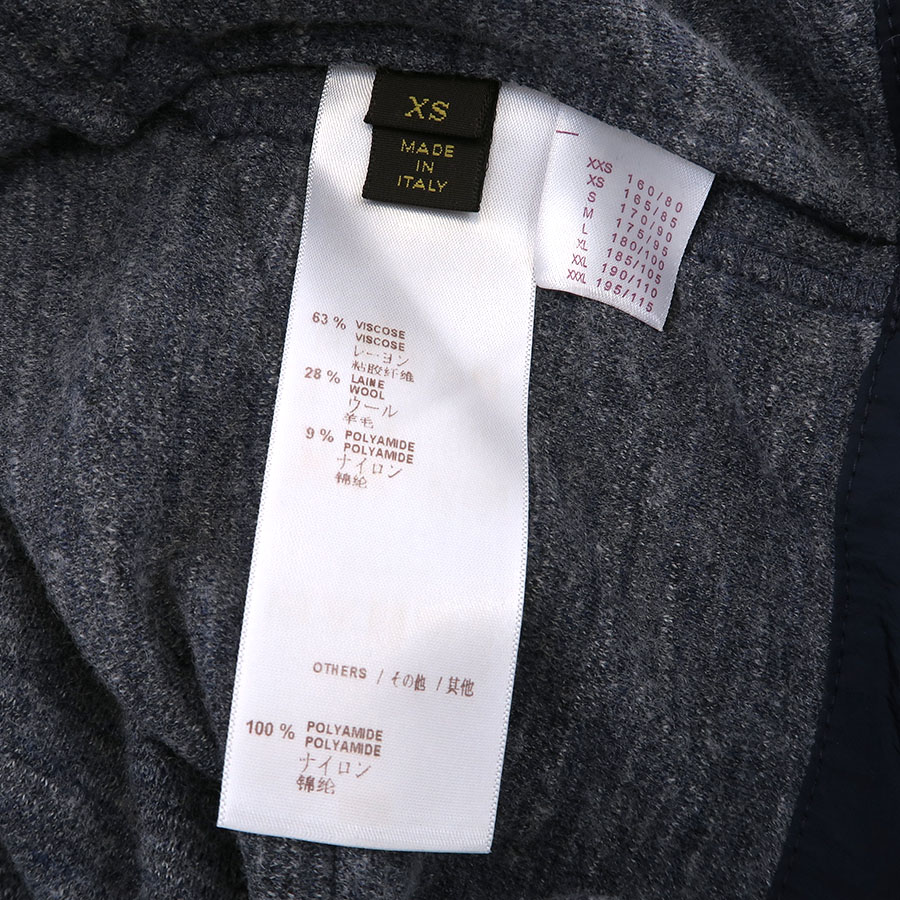 XS
MADE
IN
ITALY
XXS 160/80
XS 165/85
S 170/90
M 175/95
L 180/100
XL 185/105
XXL 190/110
XXXL 195/115
63 % VISCOSE
VISCOSE
レーヨン
粘胶纤维
28 % LAINE
WOOL
ウール
羊毛
9 % POLYAMIDE
POLYAMIDE
ナイロン
锦纶
OTHERS / その他 / 其他
100 % POLYAMIDE
POLYAMIDE
ナイロン
锦纶